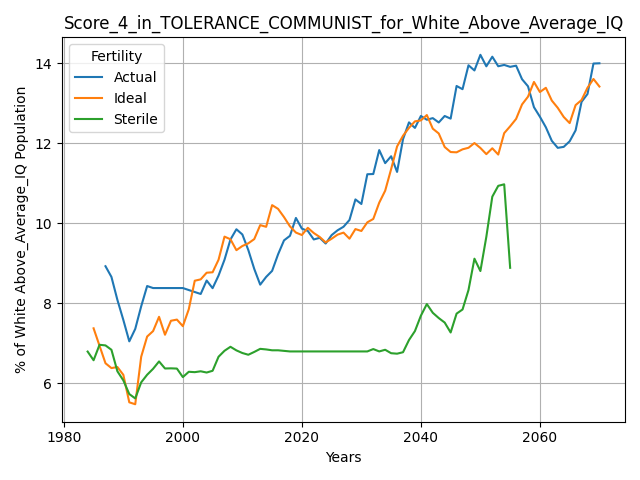 Score_4_in_TOLERANCE_COMMUNIST_for_White_Above_Average_IQ
Fertility
Actual
Ideal
Sterile
% of White Above_Average_IQ Population
14
12
10
8
6
1980
2000
2020
2040
2060
Years